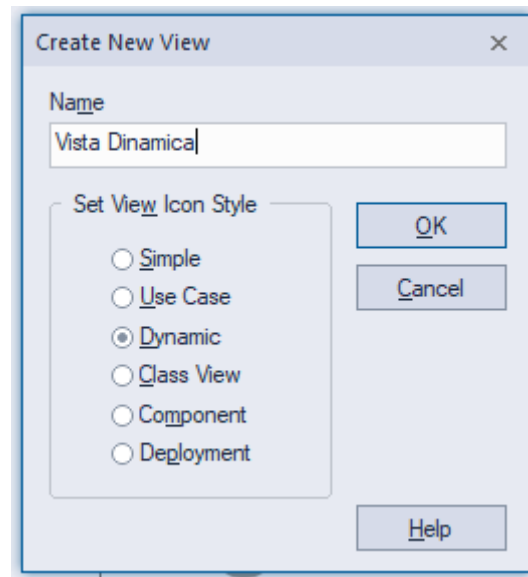 Create New View
Name
Vista Dinamica
Set View Icon Style
OK
Simple
Use Case
Cancel
Dynamic
Class View
Component
Deployment
Help